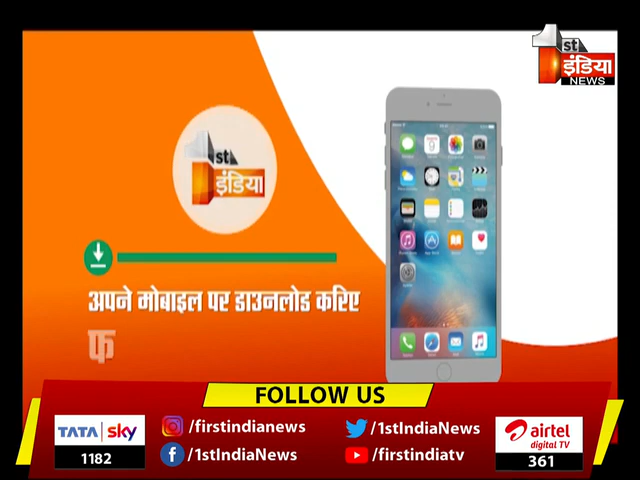 1st
इंडिया
NEWS
1st
इंडिया
अपने मोबाइल पर डाउनलोड करिए
फ
FOLLOW US
TATA sky
1182
/firstindianews
/1stIndiaNews
/1stIndiaNews
/firstindiatv
airtel
digital TV
361